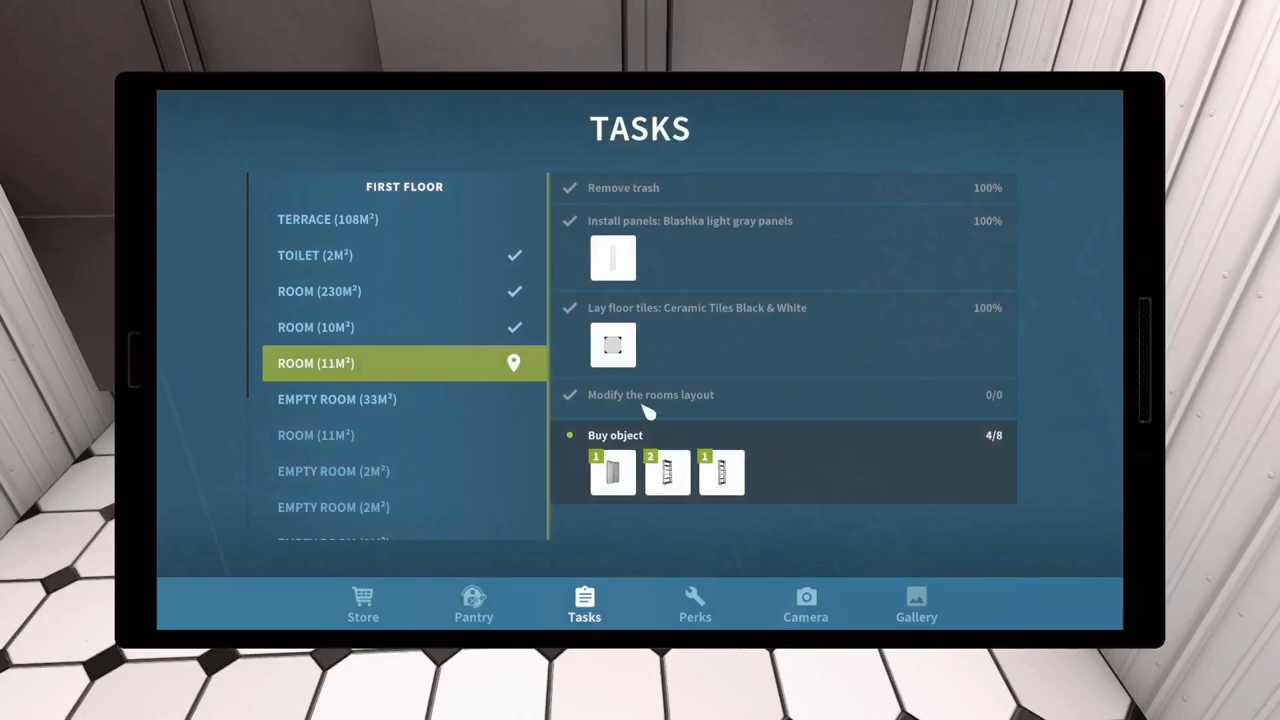 TASKS
FIRST FLOOR
TERRACE (108M²)
TOILET (2M²)
ROOM (230M²)
ROOM (10M²)
ROOM (11M²)
EMPTY ROOM (33M²)
ROOM (11M²)
EMPTY ROOM (2M²)
EMPTY ROOM (2M²)
Remove trash 100%
Install panels: Blashka light gray panels 100%
Lay floor tiles: Ceramic Tiles Black & White 100%
Modify the rooms layout 0/0
Buy object 4/8
1 2 1
Store Pantry Tasks Perks Camera Gallery